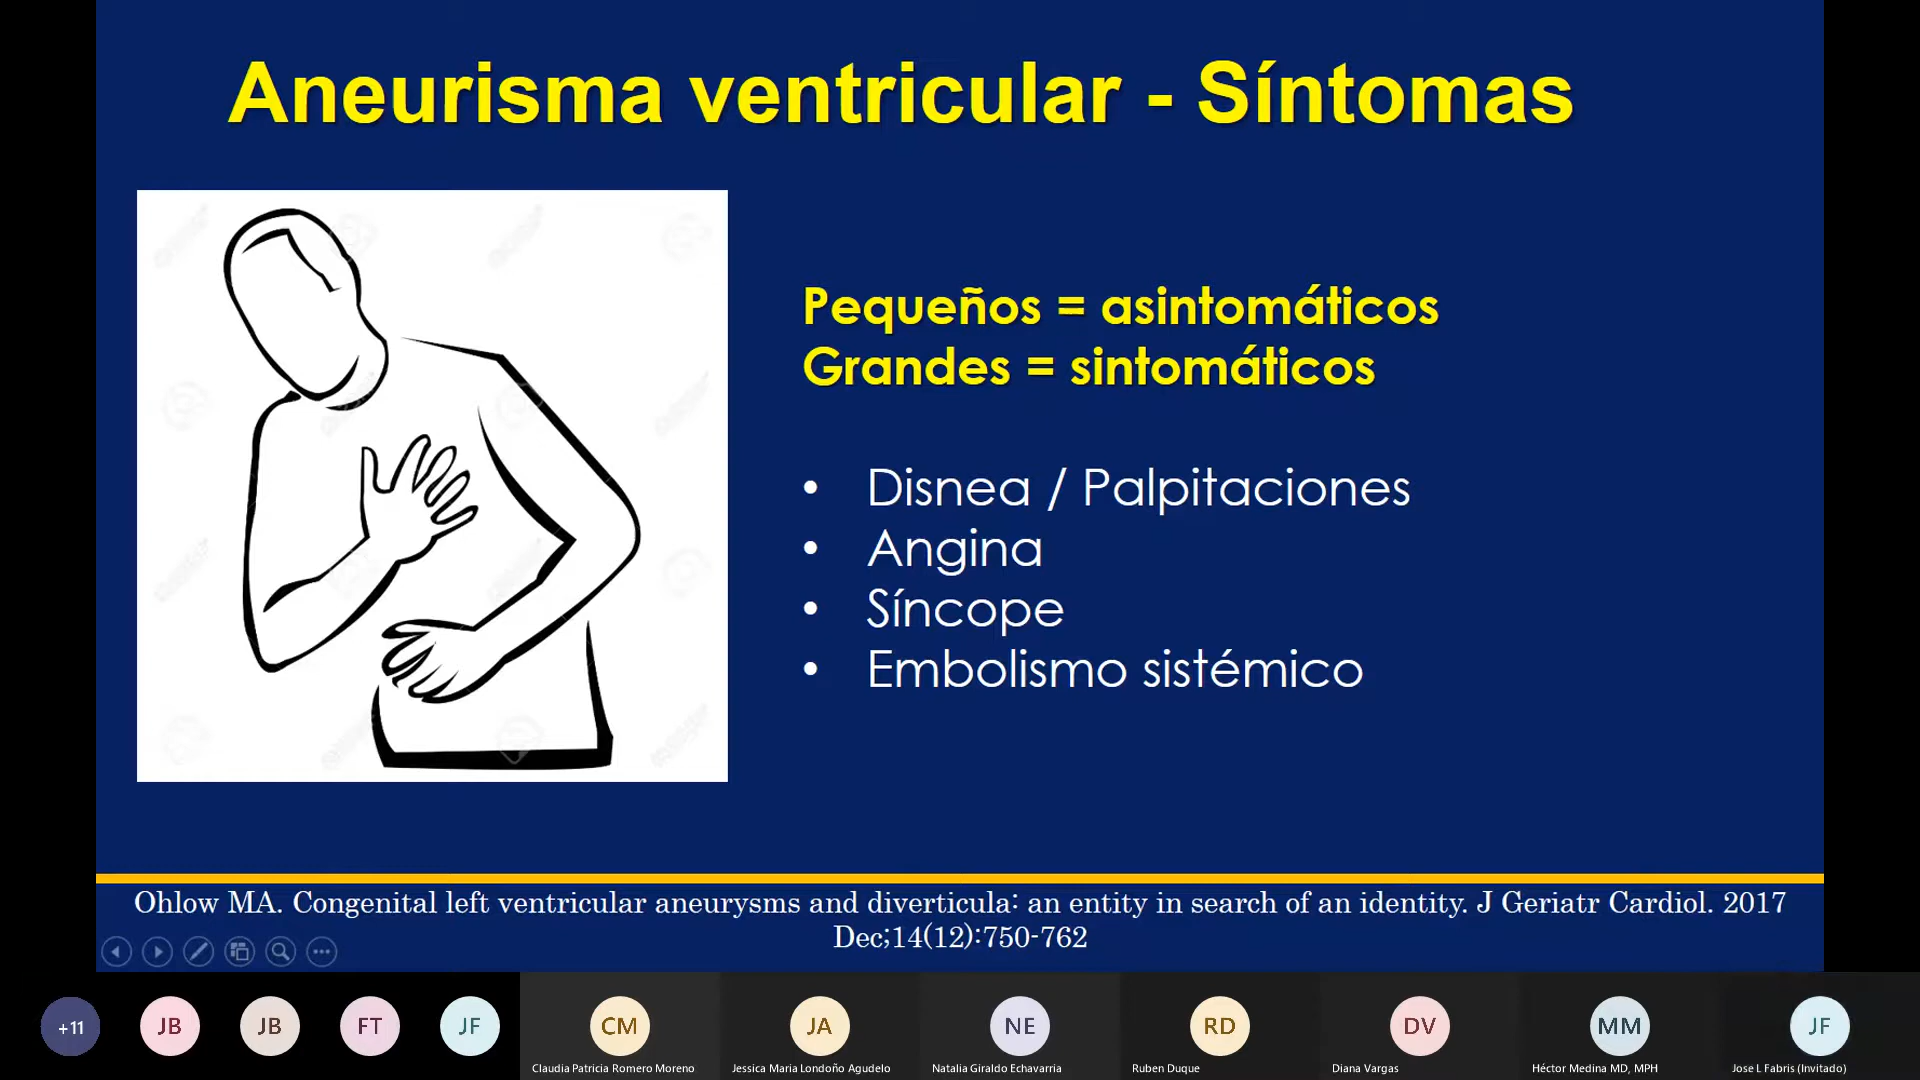 Aneurisma ventricular - Síntomas
Pequeños = asintomáticos
Grandes = sintomáticos
• Disnea / Palpitaciones
• Angina
• Síncope
• Embolismo sistémico
Ohlow MA. Congenital left ventricular aneurysms and diverticula: an entity in search of an identity. J Geriatr Cardiol. 2017
Dec;14(12):750-762
+11 JB JB FT JF CM JA NE RD DV MM JF
Claudia Patricia Romero Moreno Jessica Maria Londoño Agudelo Natalia Giraldo Echavarria Ruben Duque Diana Vargas Héctor Medina MD, MPH Jose L Fabris (Invitado)